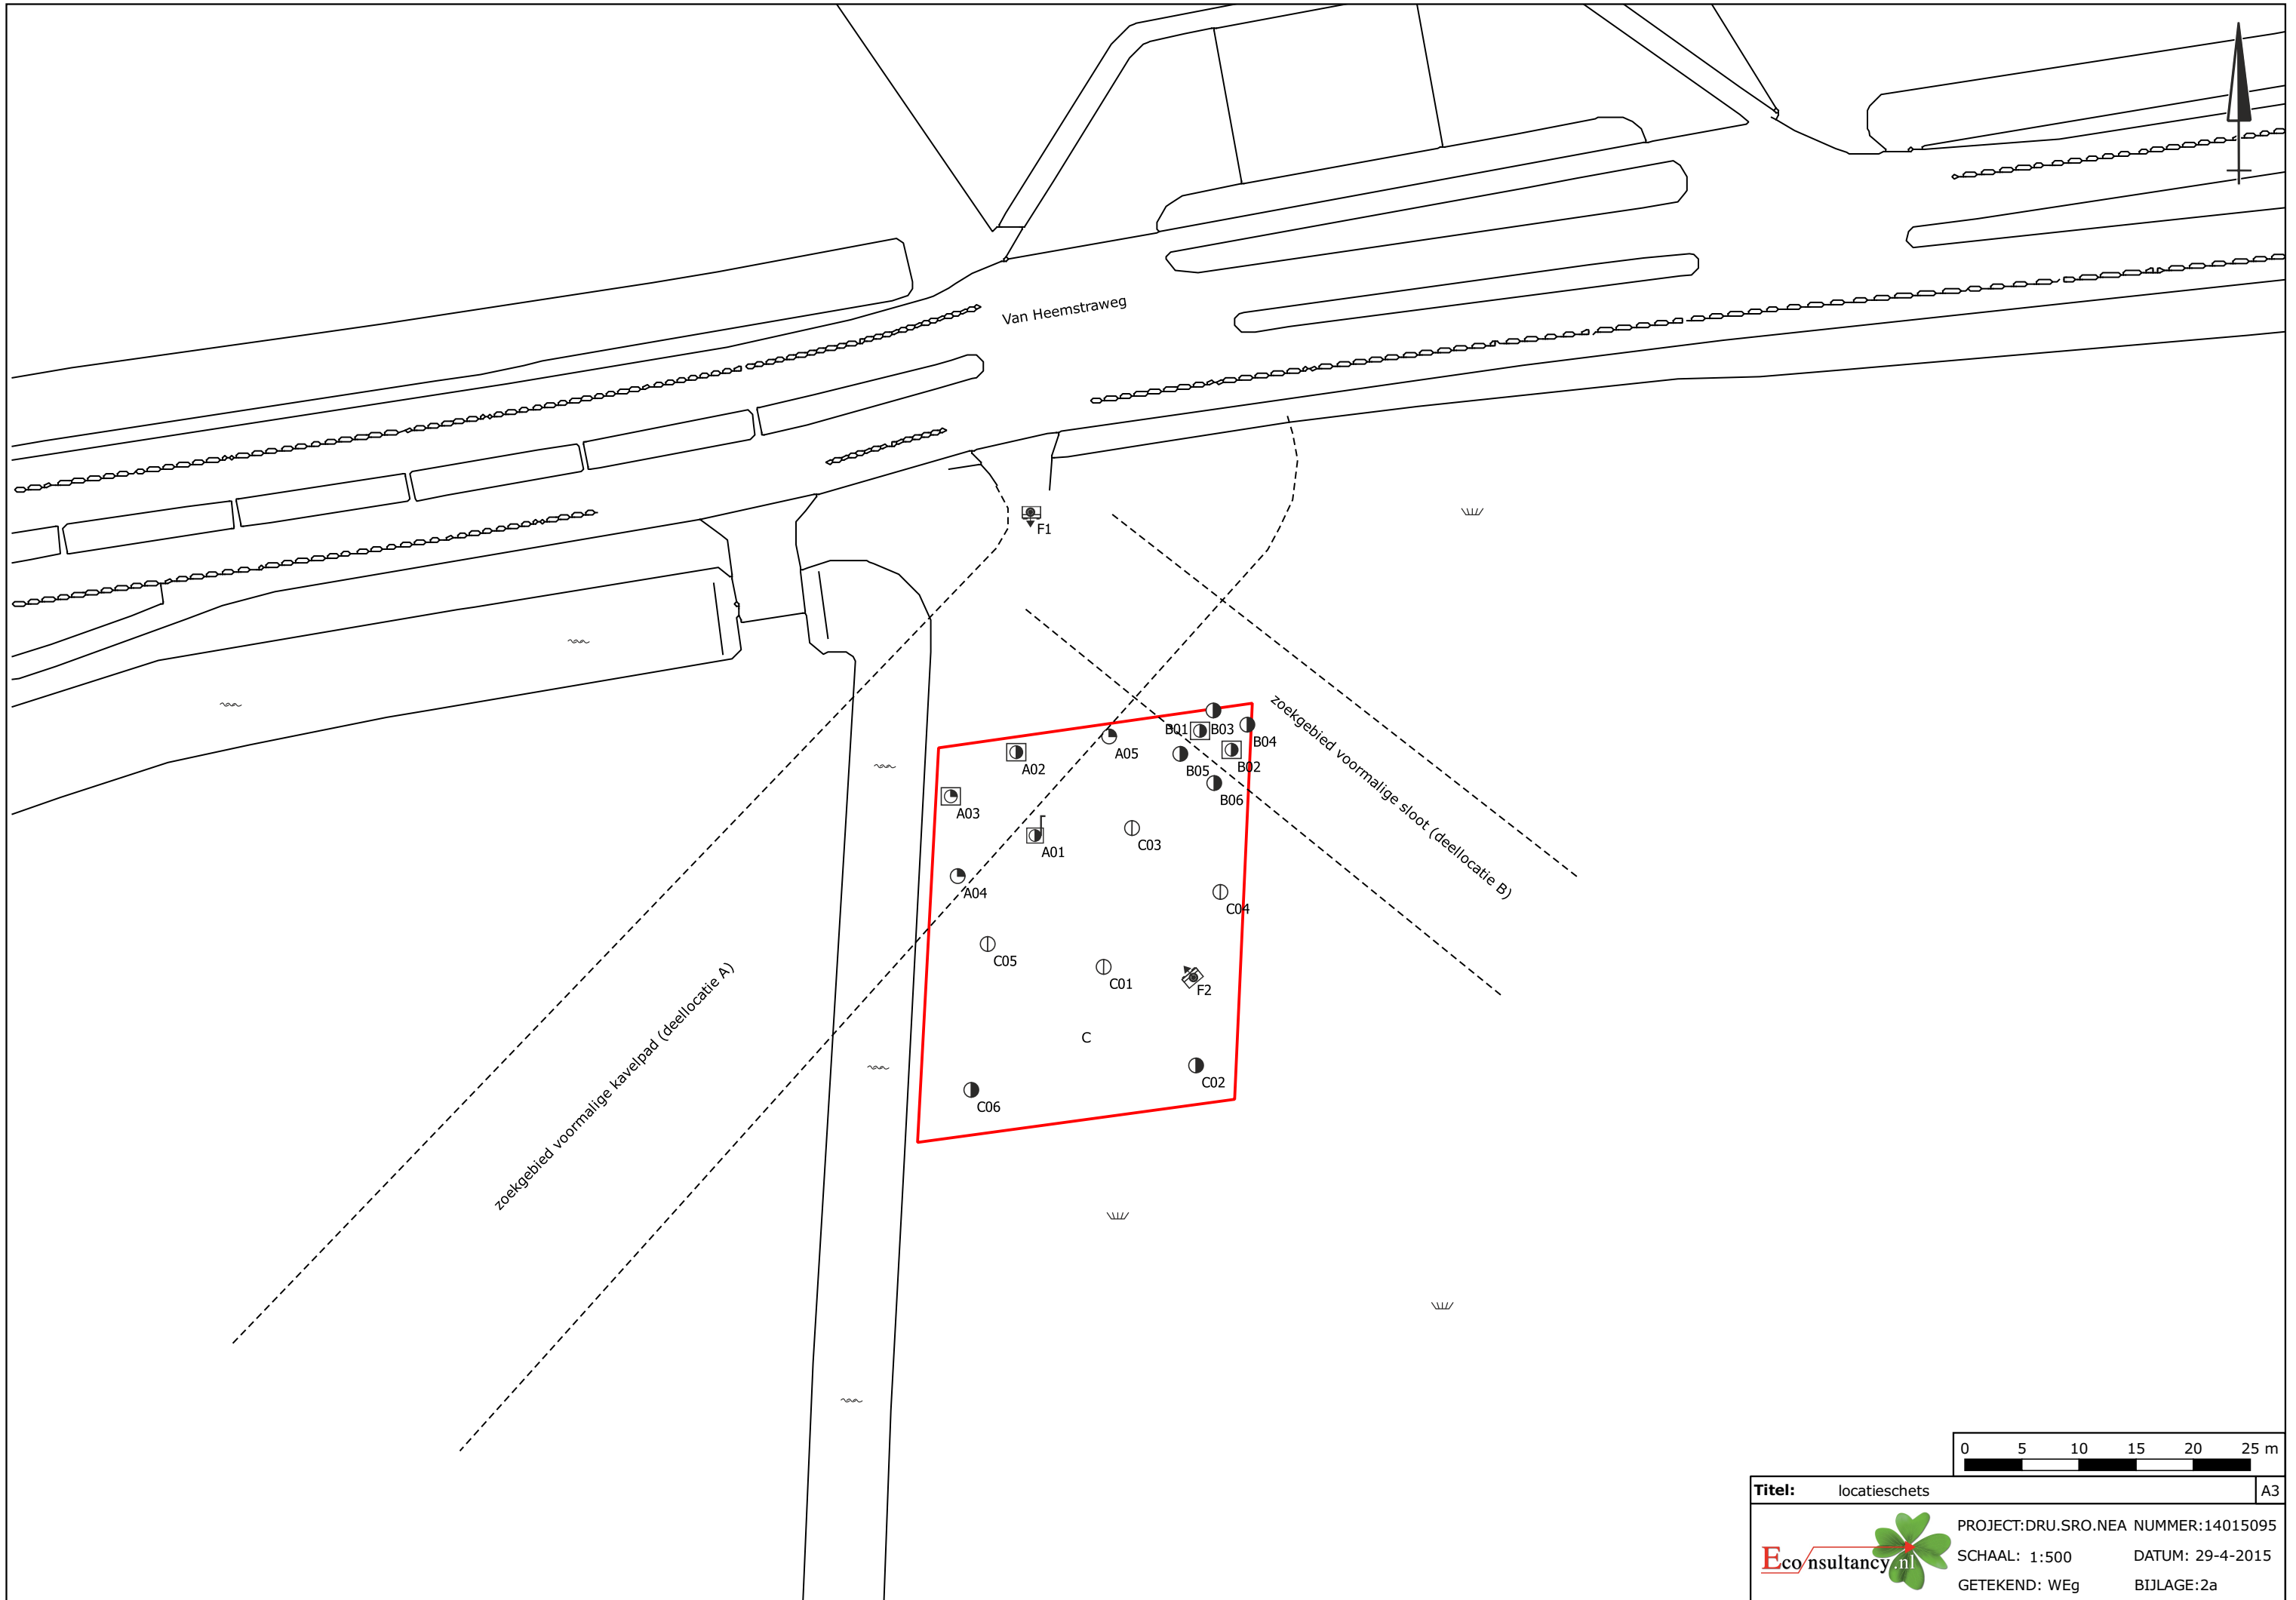 Van Heemstraweg
F1
zoekgebied voormalige sloot (deellocatie B)
B01
B03
B04
A05
A02
B05
B02
B06
A03
A01
C03
A04
C04
C05
C01
F2
zoekgebied voormalige kavelpad (deellocatie A)
C
C02
C06
0 5 10 15 20 25 m
Titel: locatieschets A3
PROJECT:DRU.SRO.NEA NUMMER:14015095
Econsultancy.nl
SCHAAL: 1:500 DATUM: 29-4-2015
GETEKEND: WEg BIJLAGE:2a